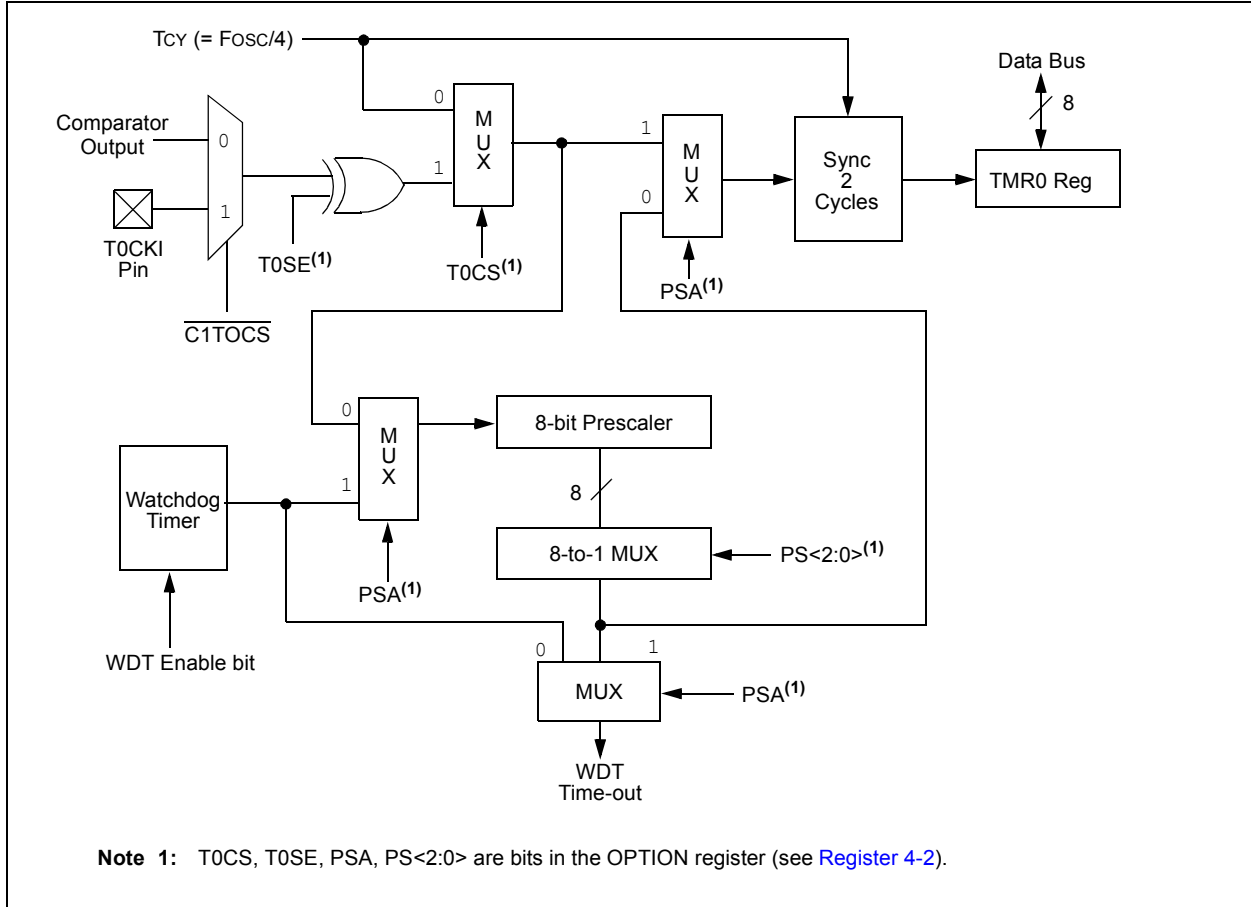 TCY (= FOSC/4)
Data Bus
8
0
MUX
1
Comparator
Output
0
1
T0CKI
Pin
C1TOCS
T0SE(1)
T0CS(1)
1
0
MUX
PSA(1)
Sync
2
Cycles
TMR0 Reg
0
1
MUX
PSA(1)
8-bit Prescaler
8
8-to-1 MUX
PS<2:0>(1)
Watchdog
Timer
WDT Enable bit
0
1
MUX
PSA(1)
WDT
Time-out
Note 1: T0CS, T0SE, PSA, PS<2:0> are bits in the OPTION register (see Register 4-2).